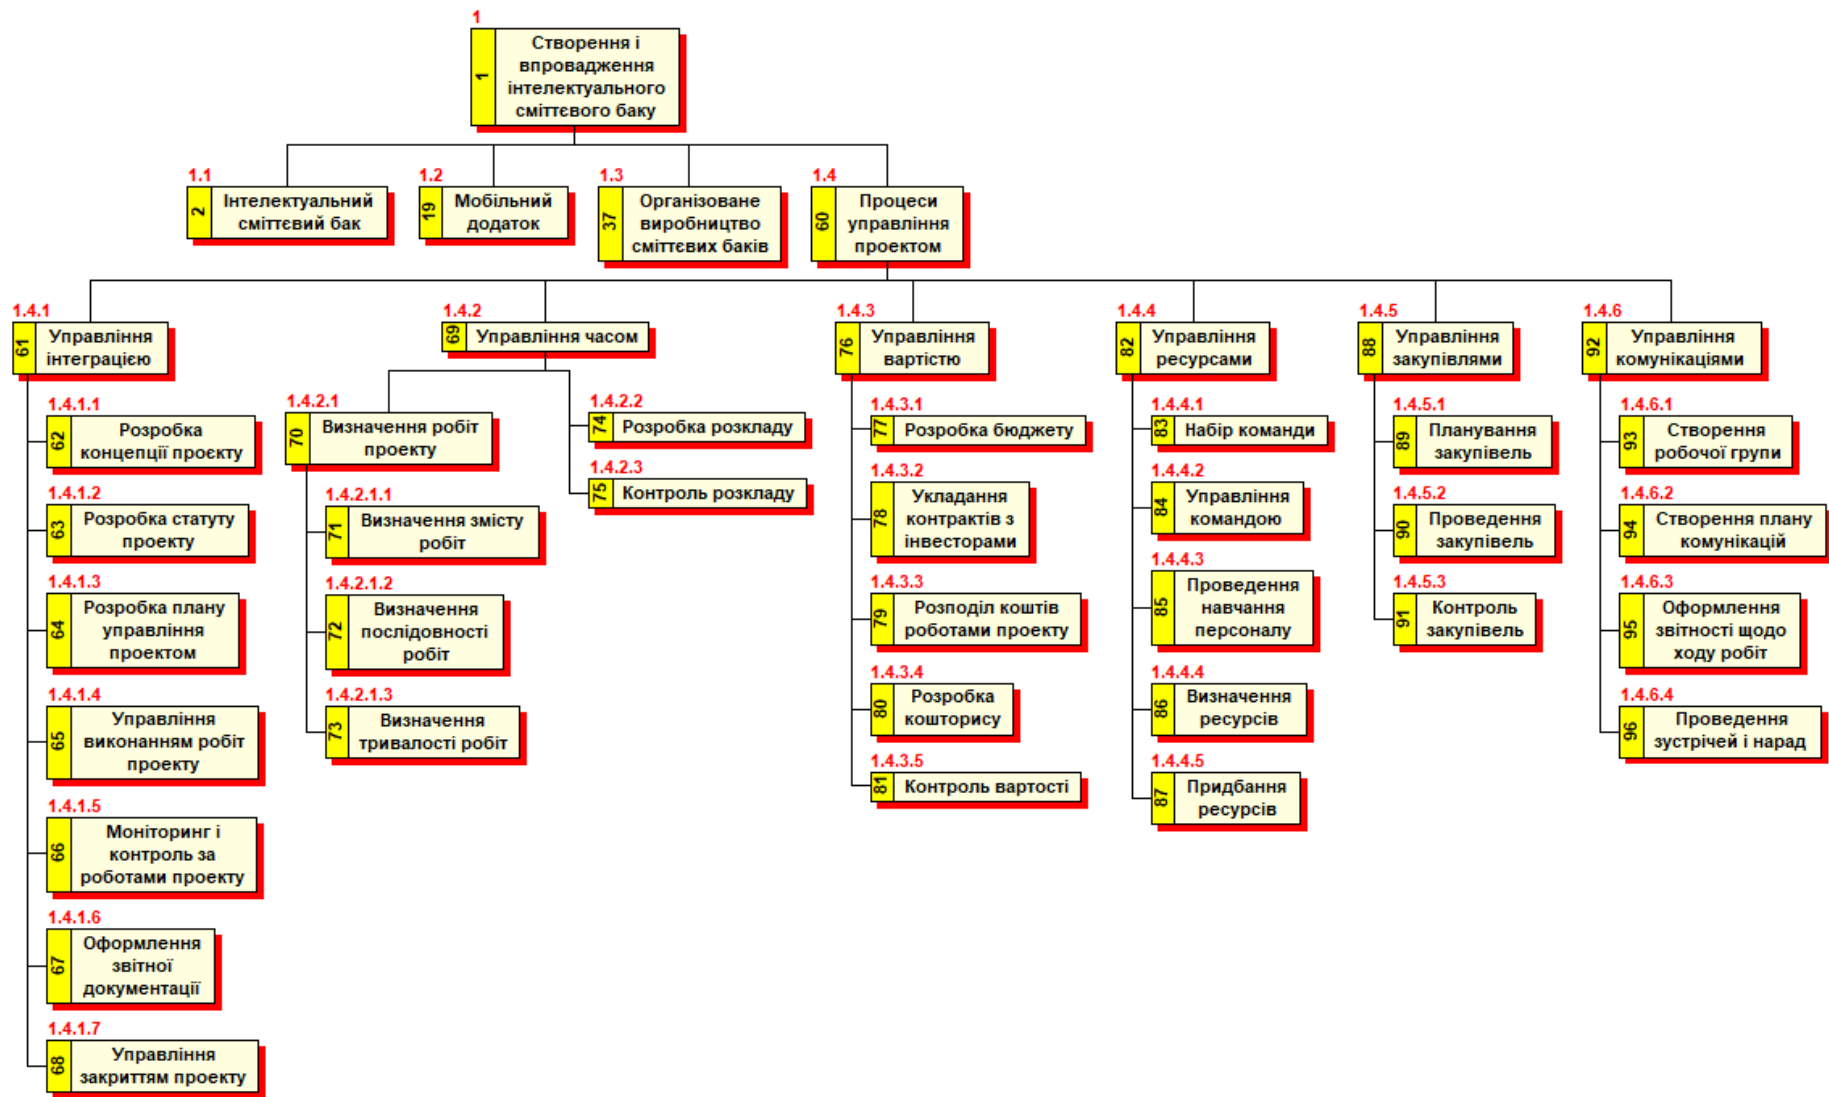 1
1
Створення і
впровадження
інтелектуального
сміттєвого баку
1.1
2
Інтелектуальний
сміттєвий бак
1.2
19
Мобільний
додаток
1.3
37
Організоване
виробництво
сміттєвих баків
1.4
60
Процеси
управління
проектом
1.4.1
61
Управління
інтеграцією
1.4.1.1
62
Розробка
концепції проєкту
1.4.1.2
63
Розробка статуту
проекту
1.4.1.3
64
Розробка плану
управління
проектом
1.4.1.4
65
Управління
виконанням робіт
проекту
1.4.1.5
66
Моніторинг і
контроль за
роботами проекту
1.4.1.6
67
Оформлення
звітної
документації
1.4.1.7
68
Управління
закриттям проекту
1.4.2
69
Управління часом
1.4.2.1
70
Визначення робіт
проекту
1.4.2.1.1
71
Визначення змісту
робіт
1.4.2.1.2
72
Визначення
послідовності
робіт
1.4.2.1.3
73
Визначення
тривалості робіт
1.4.2.2
74
Розробка розкладу
1.4.2.3
75
Контроль розкладу
1.4.3
76
Управління
вартістю
1.4.3.1
77
Розробка бюджету
1.4.3.2
78
Укладання
контрактів з
інвесторами
1.4.3.3
79
Розподіл коштів
роботами проекту
1.4.3.4
80
Розробка
кошторису
1.4.3.5
81
Контроль вартості
1.4.4
82
Управління
ресурсами
1.4.4.1
83
Набір команди
1.4.4.2
84
Управління
командою
1.4.4.3
85
Проведення
навчання
персоналу
1.4.4.4
86
Визначення
ресурсів
1.4.4.5
87
Придбання
ресурсів
1.4.5
88
Управління
закупівлями
1.4.5.1
89
Планування
закупівель
1.4.5.2
90
Проведення
закупівель
1.4.5.3
91
Контроль
закупівель
1.4.6
92
Управління
комунікаціями
1.4.6.1
93
Створення
робочої групи
1.4.6.2
94
Створення плану
комунікацій
1.4.6.3
95
Оформлення
звітності щодо
ходу робіт
1.4.6.4
96
Проведення
зустрічей і нарад